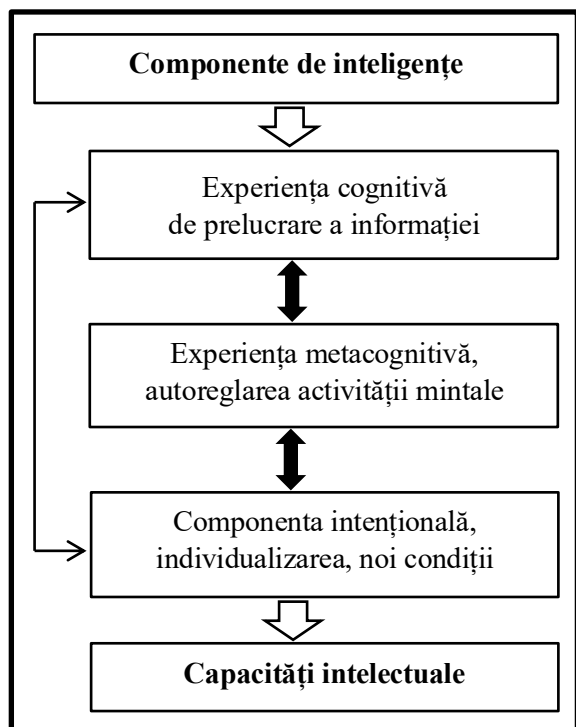 Componente de inteligențe
Experiența cognitivă
de prelucrare a informației
Experiența metacognitivă,
autoreglarea activității mintale
Componenta intențională,
individualizarea, noi condiții
Capacități intelectuale